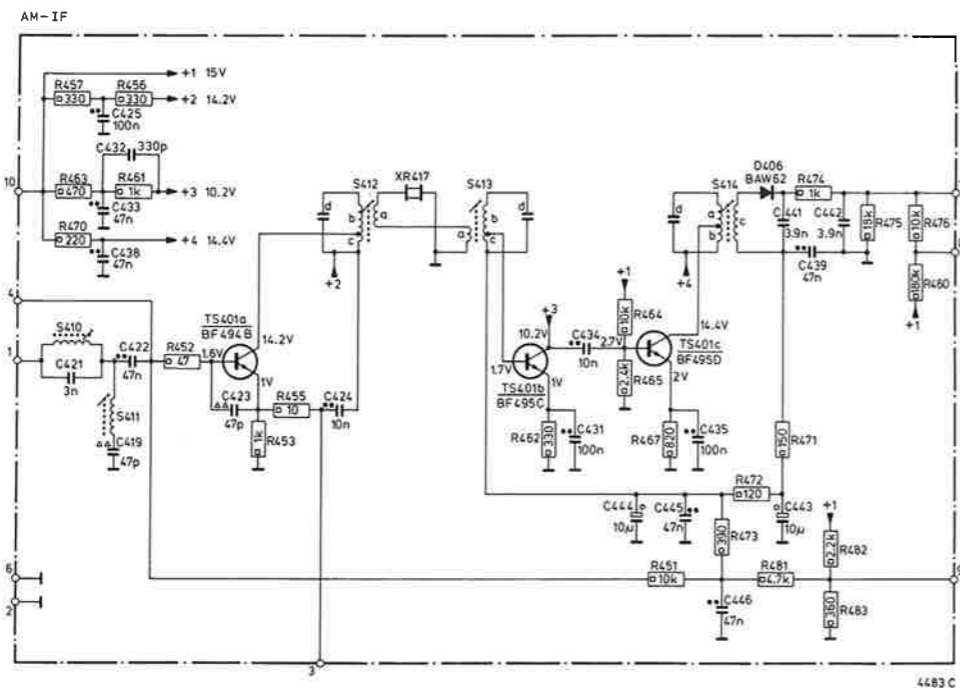 AM-IF
+1 15V
R457 R456
330 330 +2 14.2V
C425
100n
C432 330p
R463 R461
10 470 1k +3 10.2V
C433
47n
R470
220 +4 14.4V
C438
47n
S412 XR417 S413
d b a a b d
c c
+2
S414 D406
BAW62 R474
1k
d a
b c
+4
C441 C442
3.9n 3.9n
18k R475 10k R476
C439
47n
180k R460
+1
4
S410
1
C421
3n
C422
47n
S411
C419
47p
R452
47 1.6V
TS401a
BF494B
14.2V
1V
C423
47p
R455
10
C424
10n
1k R453
+3
10.2V
1.7V
TS401b
BF495C
1V
C434
10n
2.7V
+1
10k R464
2.4k R465
14.4V
TS401c
BF495D
2V
R462 330
C431
100n
R467 820
C435
100n
150 R471
R472
120
C444
10µ
C445
47n
390 R473
C443
10µ
+1
2.2k R482
R451
10k
R481
4.7k
C446
47n
360 R483
6
2
3
4483 C